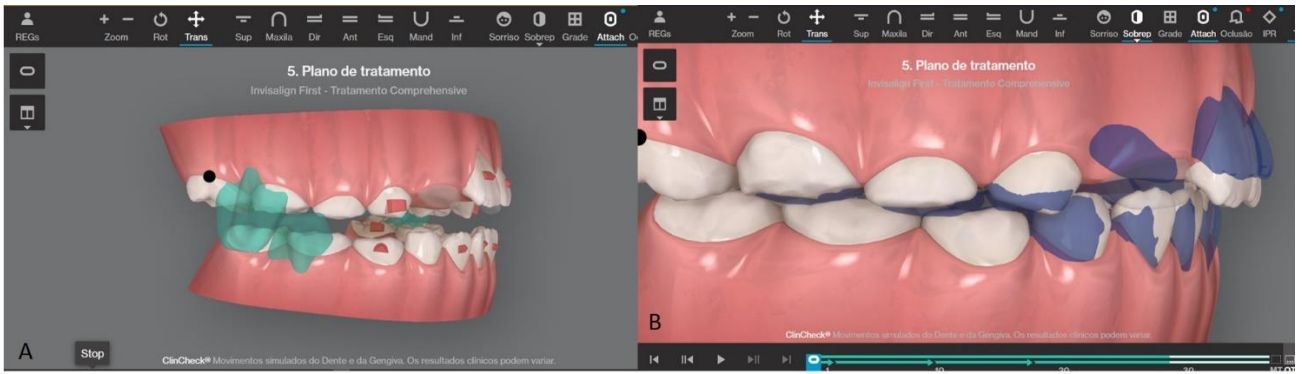 REGs Zoom Rot Trans Sup Maxila Dir Ant Esq Mand Inf Sorriso Sobrep Grade Attach Oc
5. Plano de tratamento
Invisalign First - Tratamento Comprehensive
A
Stop
ClinCheck® Movimentos simulados do Dente e da Gengiva. Os resultados clínicos podem variar.
REGs Zoom Rot Trans Sup Maxila Dir Ant Esq Mand Inf Sorriso Sobrep Grade Attach Oclusão IPR
5. Plano de tratamento
Invisalign First - Tratamento Comprehensive
B
ClinCheck® Movimentos simulados do Dente e da Gengiva. Os resultados clínicos podem variar.
1 10 20 30 MT OT